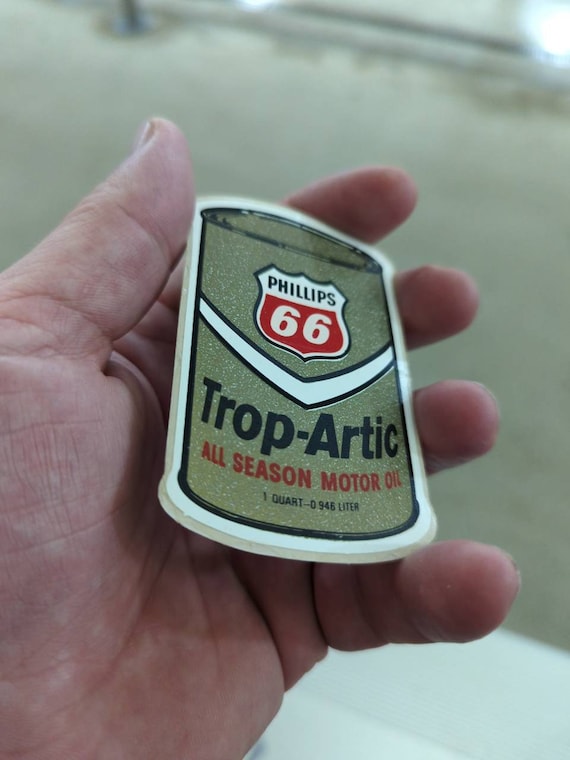 PHILLIPS
66
Trop-Artic
ALL SEASON MOTOR OIL
1 QUART--0.946 LITER